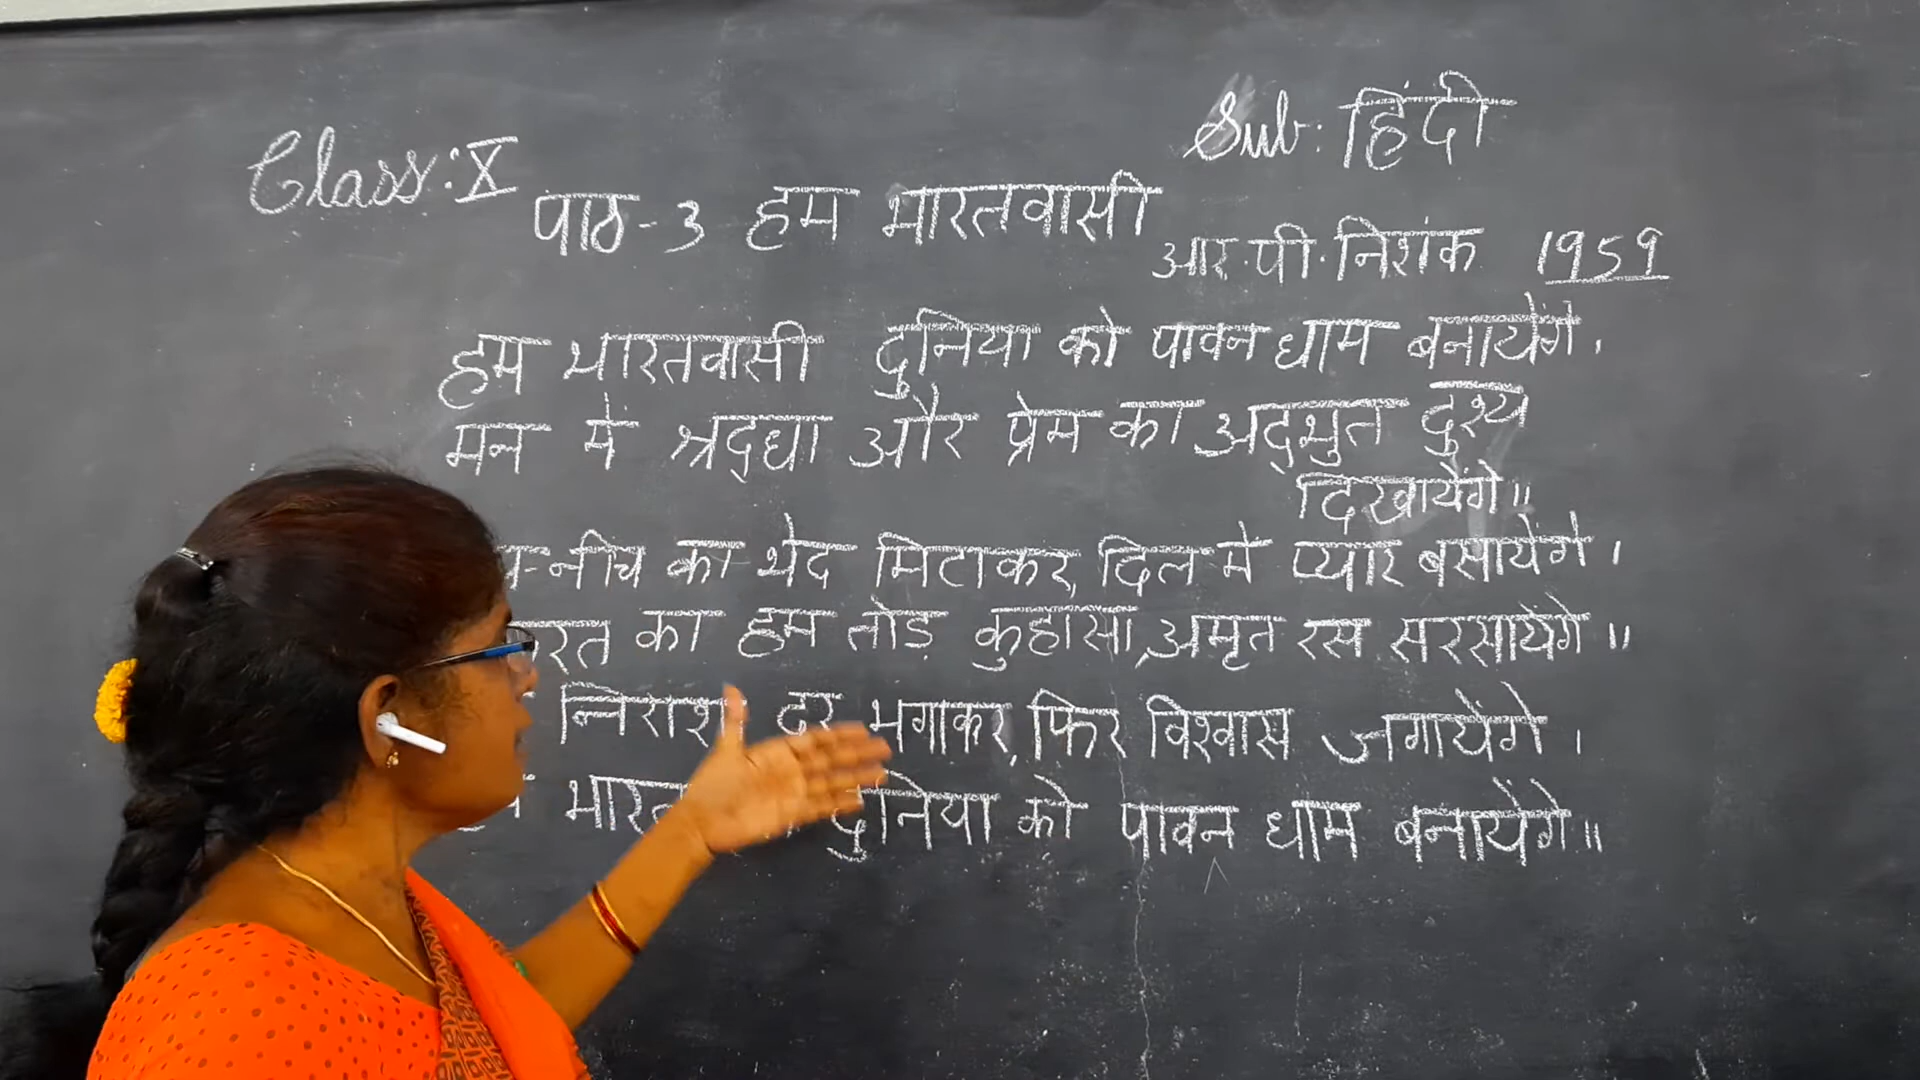 Class: X
Sub: हिंदी
पाठ-3 हम भारतवासी
आर.पी.निशंक 1959
हम भारतवासी दुनिया को पावन धाम बनायेंगे।
मन में श्रद्धा और प्रेम का अद्भुत दृश्य
दिखायेंगे॥
-नीच का भेद मिटाकर, दिल में प्यार बसायेंगे।
का हम तोड़ कुहासा, अमृत रस सरसायेंगे॥
दूर भगाकर, फिर विश्वास जगायेंगे।
दुनिया को पावन धाम बनायेंगे॥